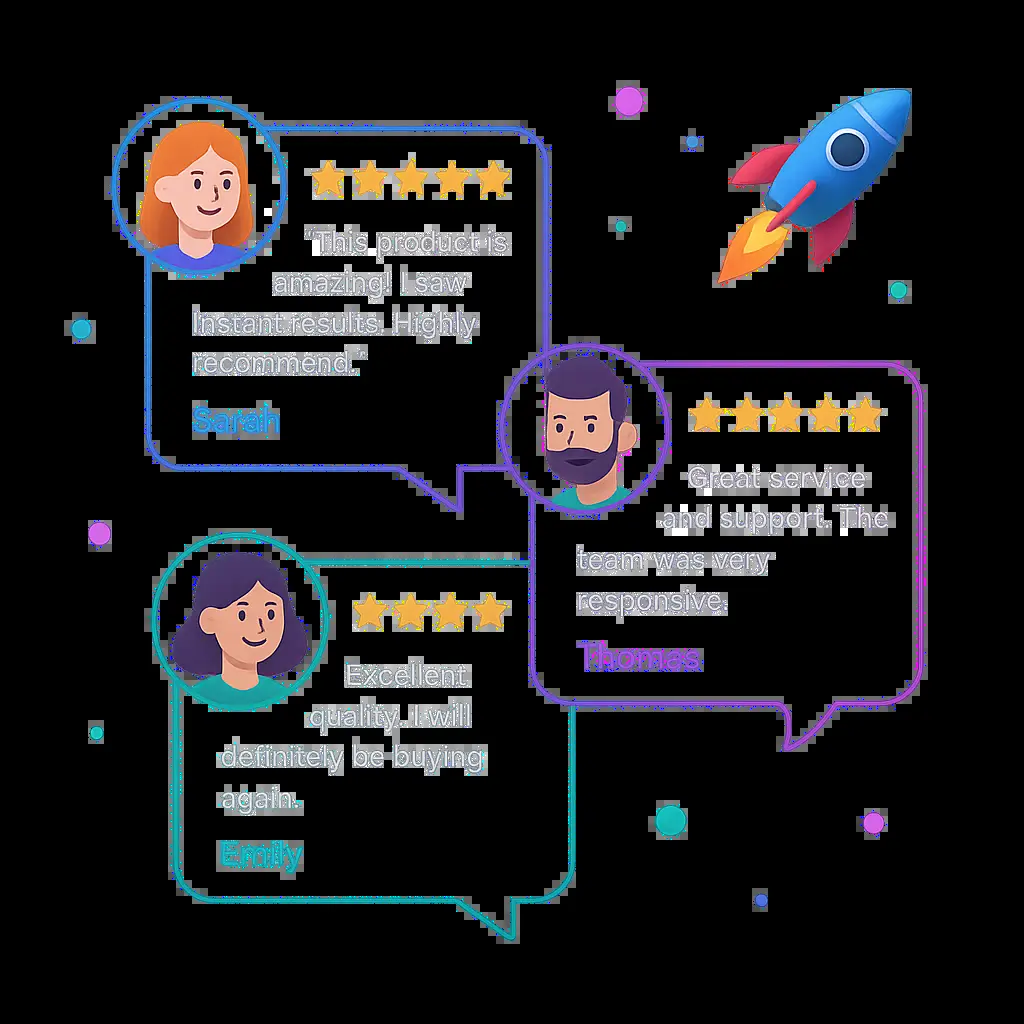 "This product is
amazing! I saw
Instant results. Highly
recommend."
Sarah
Great service
and support. The
team was very
responsive.
Thomas
Excellent
quality. I will
definitely be buying
again.
Emily